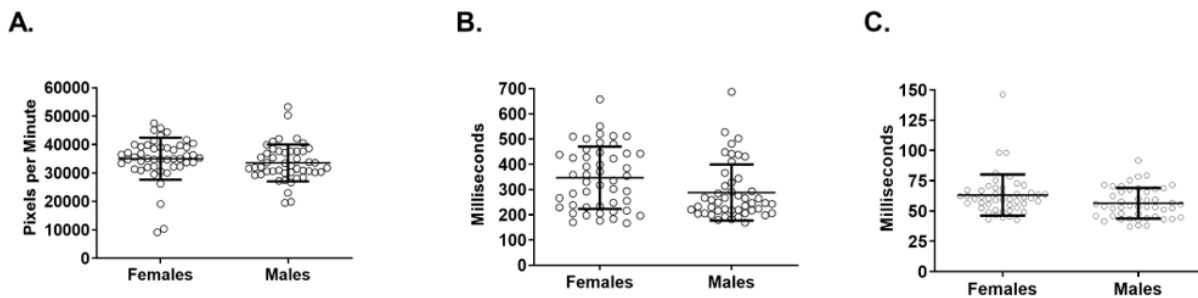 A.
Pixels per Minute
60000
50000
40000
30000
20000
10000
0
Females
Males
B.
Milliseconds
700
600
500
400
300
200
100
0
Females
Males
C.
Milliseconds
150
125
100
75
50
25
0
Females
Males